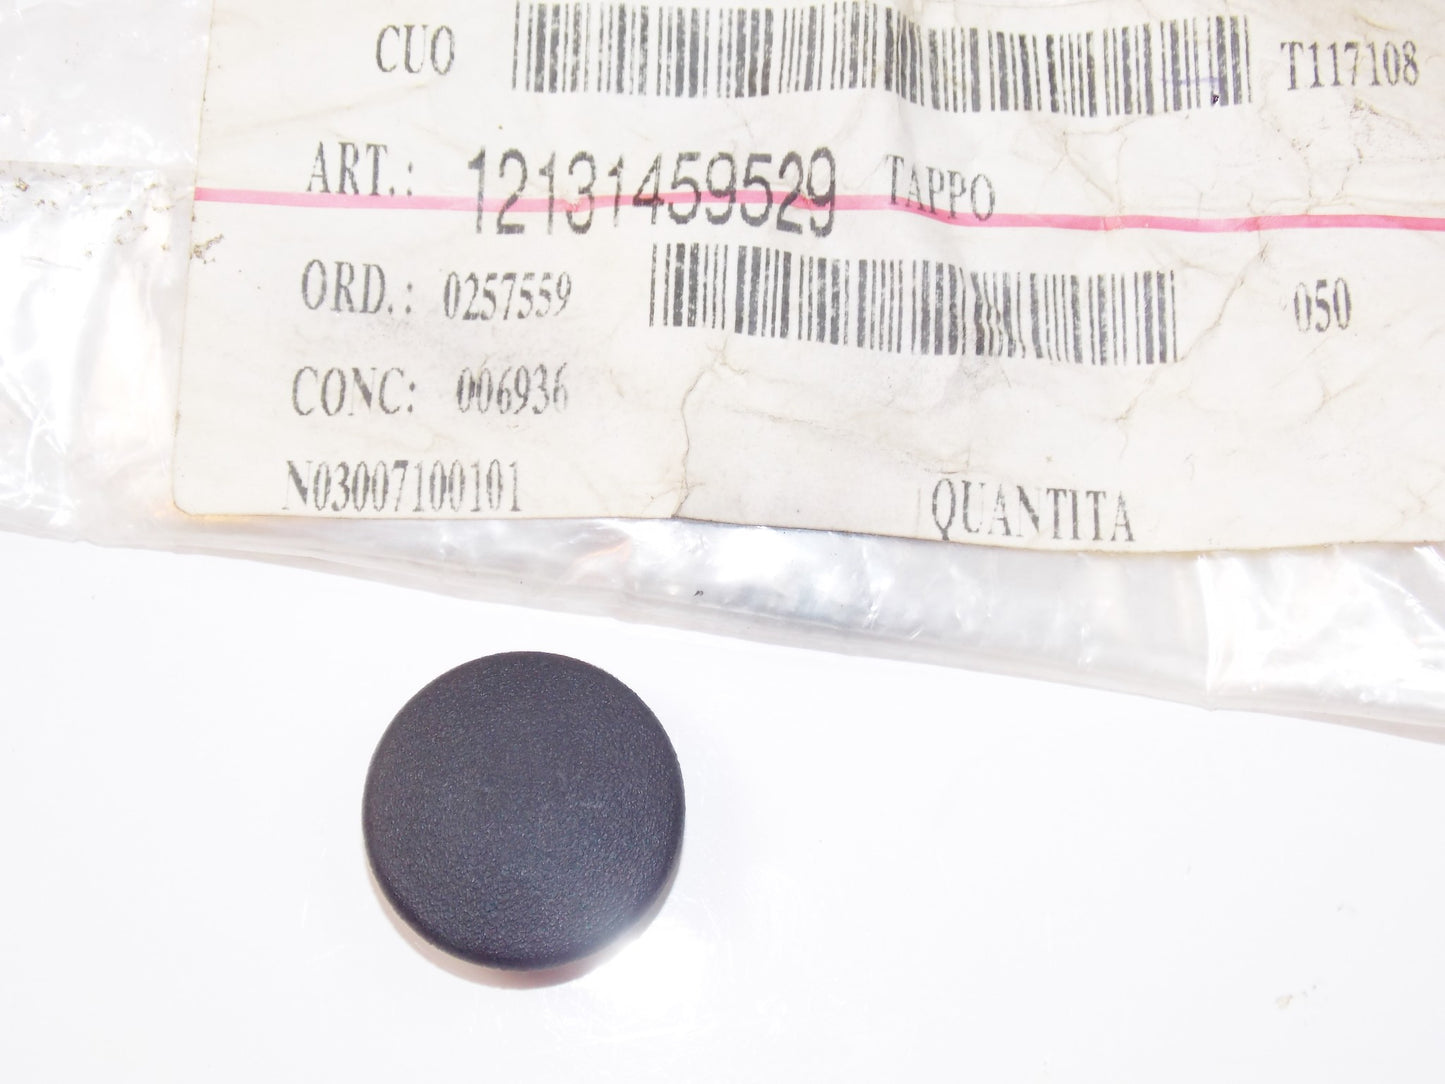 CUO T117108
ART.: 12131459529 TAPPO
ORD.: 0257559 050
CONC: 006936
N03007100101 QUANTITA